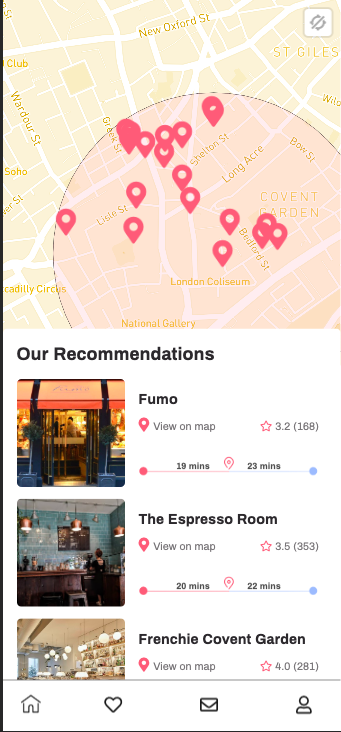 New Oxford St
ST GILES
Club
Wardour St
Greek St
Shelton St
Bow St
Long Acre
Soho
COVENT
GARDEN
Lisle St
Bedford St
London Coliseum
National Gallery
Our Recommendations
Fumo
View on map
3.2 (168)
19 mins
23 mins
The Espresso Room
View on map
3.5 (353)
20 mins
22 mins
Frenchie Covent Garden
View on map
4.0 (281)